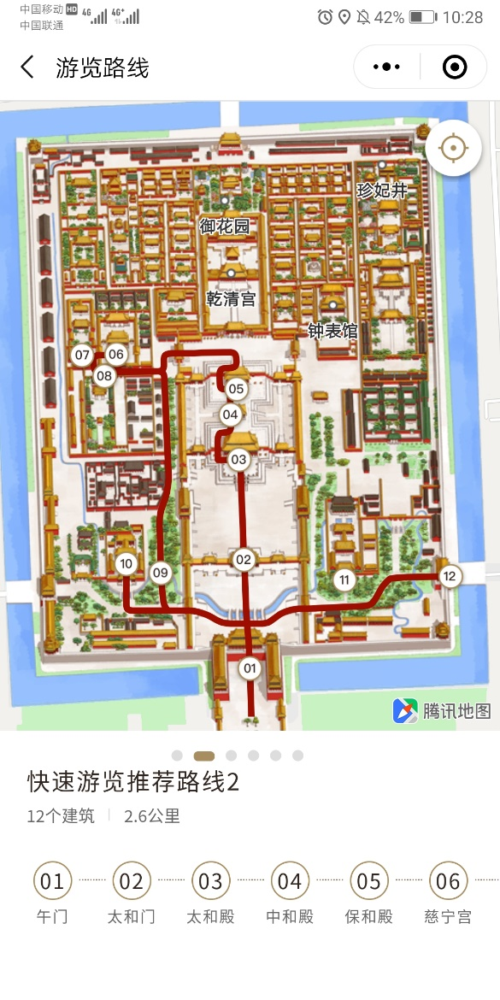 中国移动 HD 4G 4G+ 42% 10:28
中国联通
游览路线
珍妃井
御花园
乾清宫
钟表馆
07 06
08
05
04
03
02
10 09 11 12
01
腾讯地图
快速游览推荐路线2
12个建筑 2.6公里
01 02 03 04 05 06
午门 太和门 太和殿 中和殿 保和殿 慈宁宫